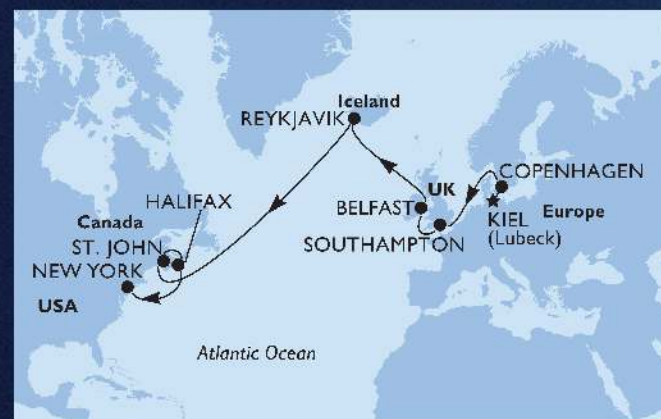 Iceland
REYKJAVIK
COPENHAGEN
HALIFAX
UK
BELFAST
KIEL
Europe
(Lubeck)
Canada
ST. JOHN
SOUTHAMPTON
NEW YORK
USA
Atlantic Ocean